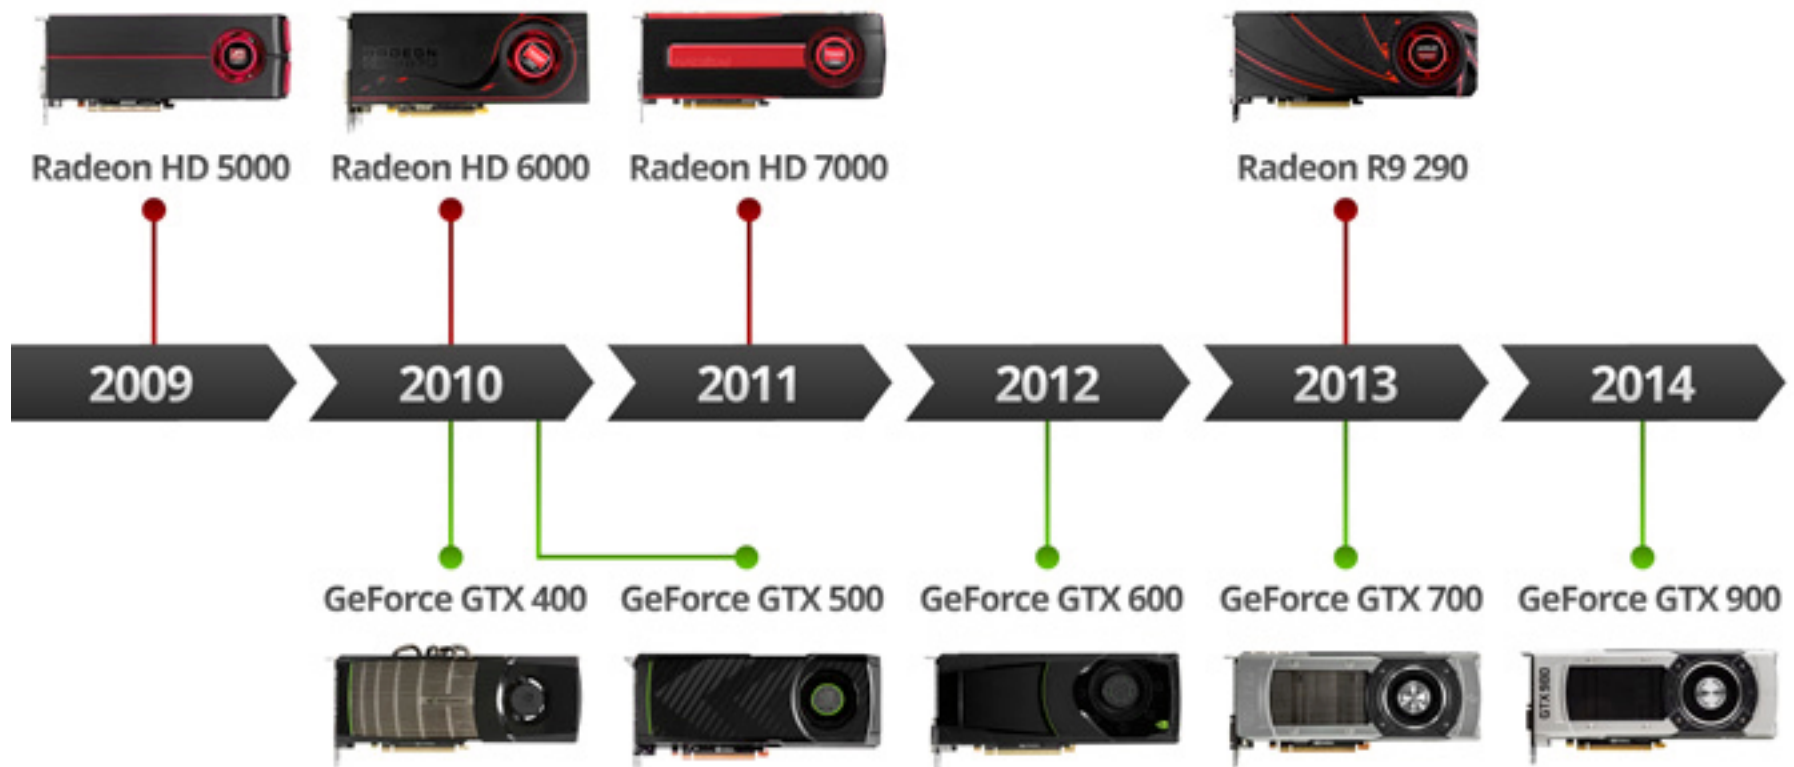 Radeon HD 5000
Radeon HD 6000
Radeon HD 7000
Radeon R9 290
2009
2010
2011
2012
2013
2014
GeForce GTX 400
GeForce GTX 500
GeForce GTX 600
GeForce GTX 700
GeForce GTX 900